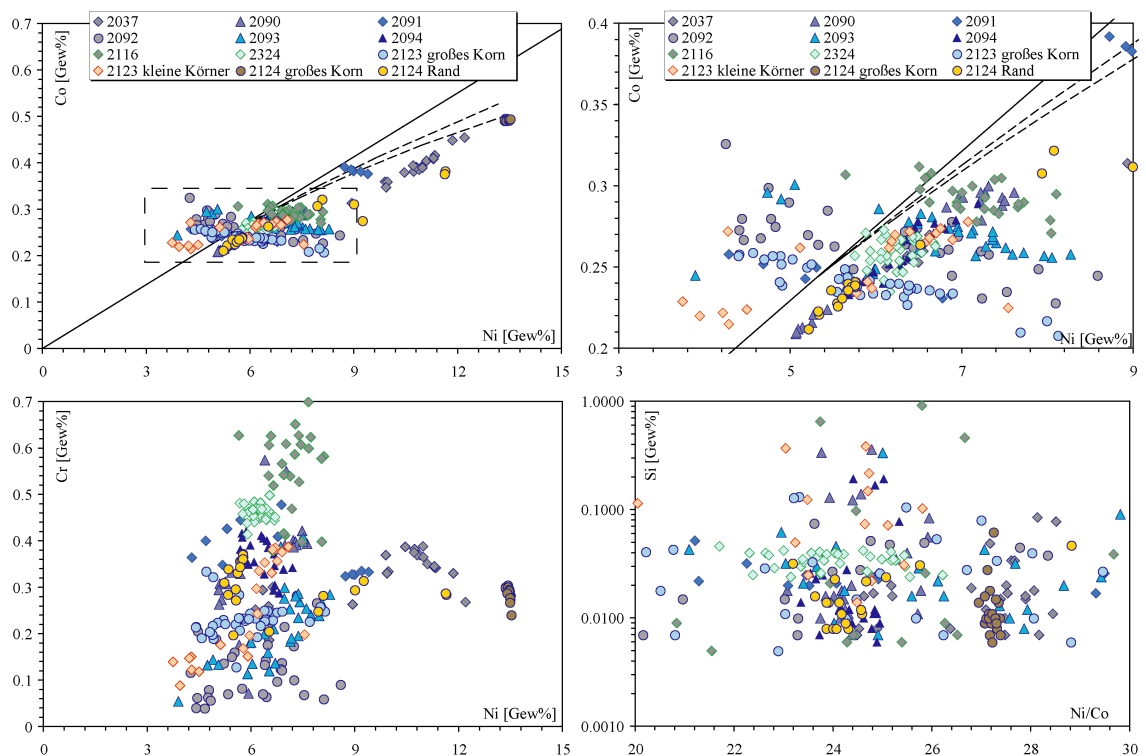 0.7
0.6
0.5
0.4
0.3
0.2
0.1
0
Co [Gew%]
2037 2090 2091
2092 2093 2094
2116 2324 2123 großes Korn
2123 kleine Körner 2124 großes Korn 2124 Rand
Ni [Gew%]
0 3 6 9 12 15
0.4
0.3
0.2
Co [Gew%]
2037 2090 2091
2092 2093 2094
2116 2324 2123 großes Korn
2123 kleine Körner 2124 großes Korn 2124 Rand
Ni [Gew%]
3 5 7 9
0.7
0.6
0.5
0.4
0.3
0.2
0.1
0
Cr [Gew%]
Ni [Gew%]
0 3 6 9 12 15
1.0000
0.1000
0.0100
0.0010
Si [Gew%]
Ni/Co
20 22 24 26 28 30